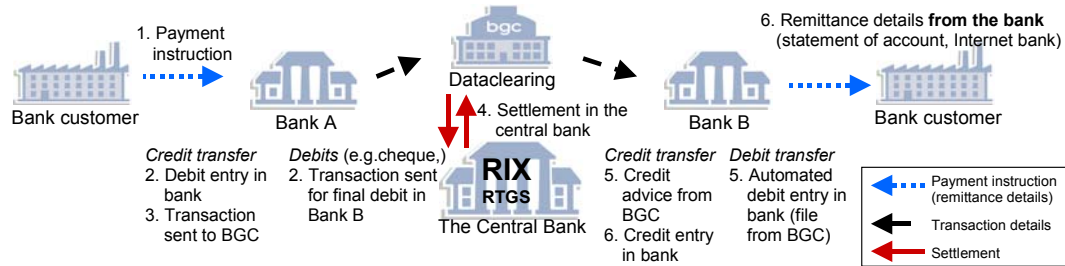 1. Payment
instruction
Bank customer
Bank A
bgc
Dataclearing
4. Settlement in the
central bank
RIX
RTGS
The Central Bank
Bank B
6. Remittance details from the bank
(statement of account, Internet bank)
Bank customer
Credit transfer
2. Debit entry in
bank
3. Transaction
sent to BGC
Debits (e.g.cheque,)
2. Transaction sent
for final debit in
Bank B
Credit transfer
5. Credit
advice from
BGC
6. Credit entry
in bank
Debit transfer
5. Automated
debit entry in
bank (file
from BGC)
Payment instruction
(remittance details)
Transaction details
Settlement